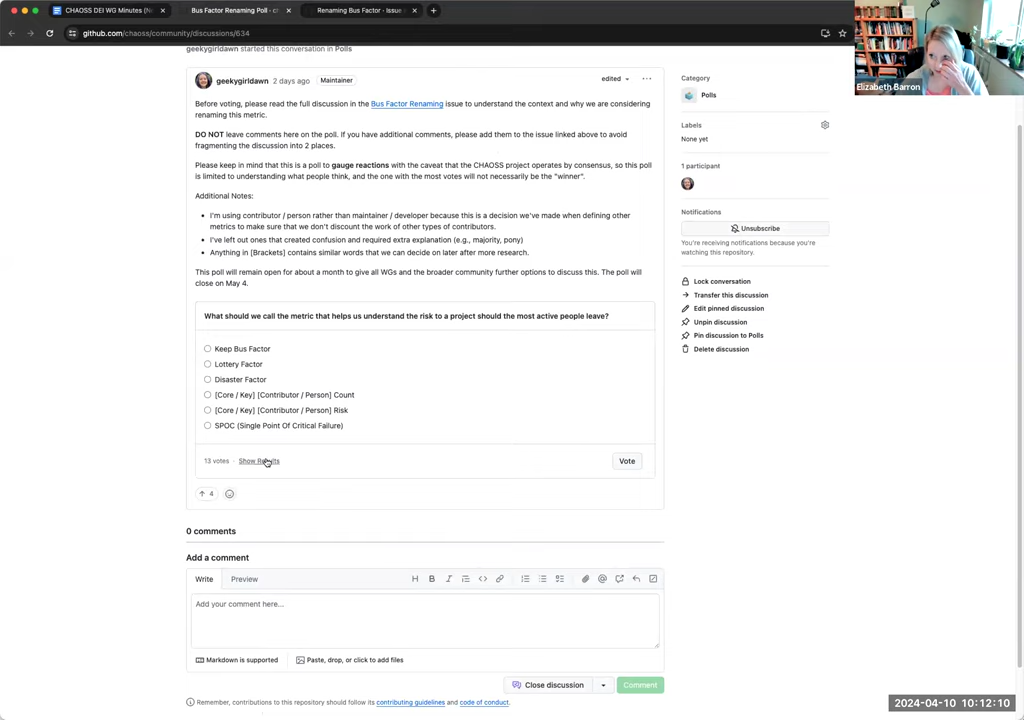 CHAOSS DEI WG Minutes (N
Bus Factor Renaming Poll · c
Renaming Bus Factor · Issue
github.com/chaoss/community/discussions/634
geekygirldawn started this conversation in Polls
geekygirldawn 2 days ago Maintainer
edited
Before voting, please read the full discussion in the Bus Factor Renaming issue to understand the context and why we are considering
renaming this metric.
DO NOT leave comments here on the poll. If you have additional comments, please add them to the issue linked above to avoid
fragmenting the discussion into 2 places.
Please keep in mind that this is a poll to gauge reactions with the caveat that the CHAOSS project operates by consensus, so this poll
is limited to understanding what people think, and the one with the most votes will not necessarily be the "winner".
Additional Notes:
• I'm using contributor / person rather than maintainer / developer because this is a decision we've made when defining other
metrics to make sure that we don't discount the work of other types of contributors.
• I've left out ones that created confusion and required extra explanation (e.g., majority, pony)
• Anything in [Brackets] contains similar words that we can decide on later after more research.
This poll will remain open for about a month to give all WGs and the broader community further options to discuss this. The poll will
close on May 4.
What should we call the metric that helps us understand the risk to a project should the most active people leave?
Keep Bus Factor
Lottery Factor
Disaster Factor
[Core / Key] [Contributor / Person] Count
[Core / Key] [Contributor / Person] Risk
SPOC (Single Point Of Critical Failure)
13 votes · Show Results
Vote
4
0 comments
Add a comment
Write
Preview
Add your comment here...
Markdown is supported
Paste, drop, or click to add files
Close discussion
Comment
Remember, contributions to this repository should follow its contributing guidelines and code of conduct.
Category
Polls
Labels
None yet
1 participant
Notifications
Unsubscribe
You're receiving notifications because you're
watching this repository.
Lock conversation
Transfer this discussion
Edit pinned discussion
Unpin discussion
Pin discussion to Polls
Delete discussion
Elizabeth Barron
2024-04-10 10:12:10